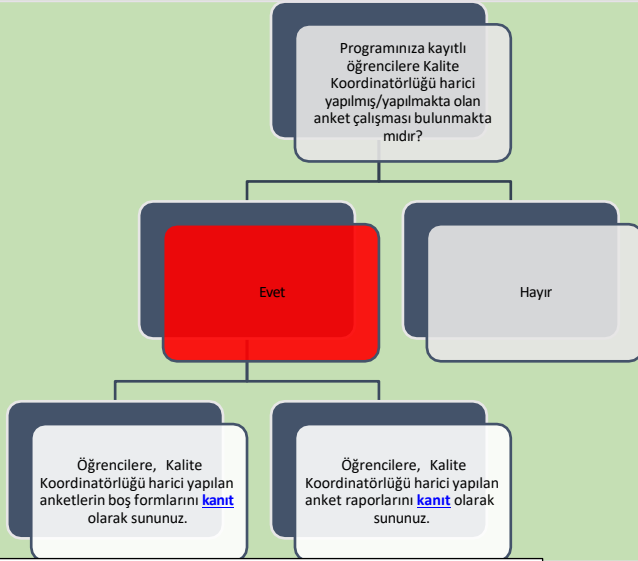 Programınıza kayıtlı
öğrencilere Kalite
Koordinatörlüğü harici
yapılmış/yapılmakta olan
anket çalışması bulunmakta
mıdır?
Evet
Hayır
Öğrencilere, Kalite
Koordinatörlüğü harici yapılan
anketlerin boş formlarını kanıt
olarak sununuz.
Öğrencilere, Kalite
Koordinatörlüğü harici yapılan
anket raporlarını kanıt olarak
sununuz.